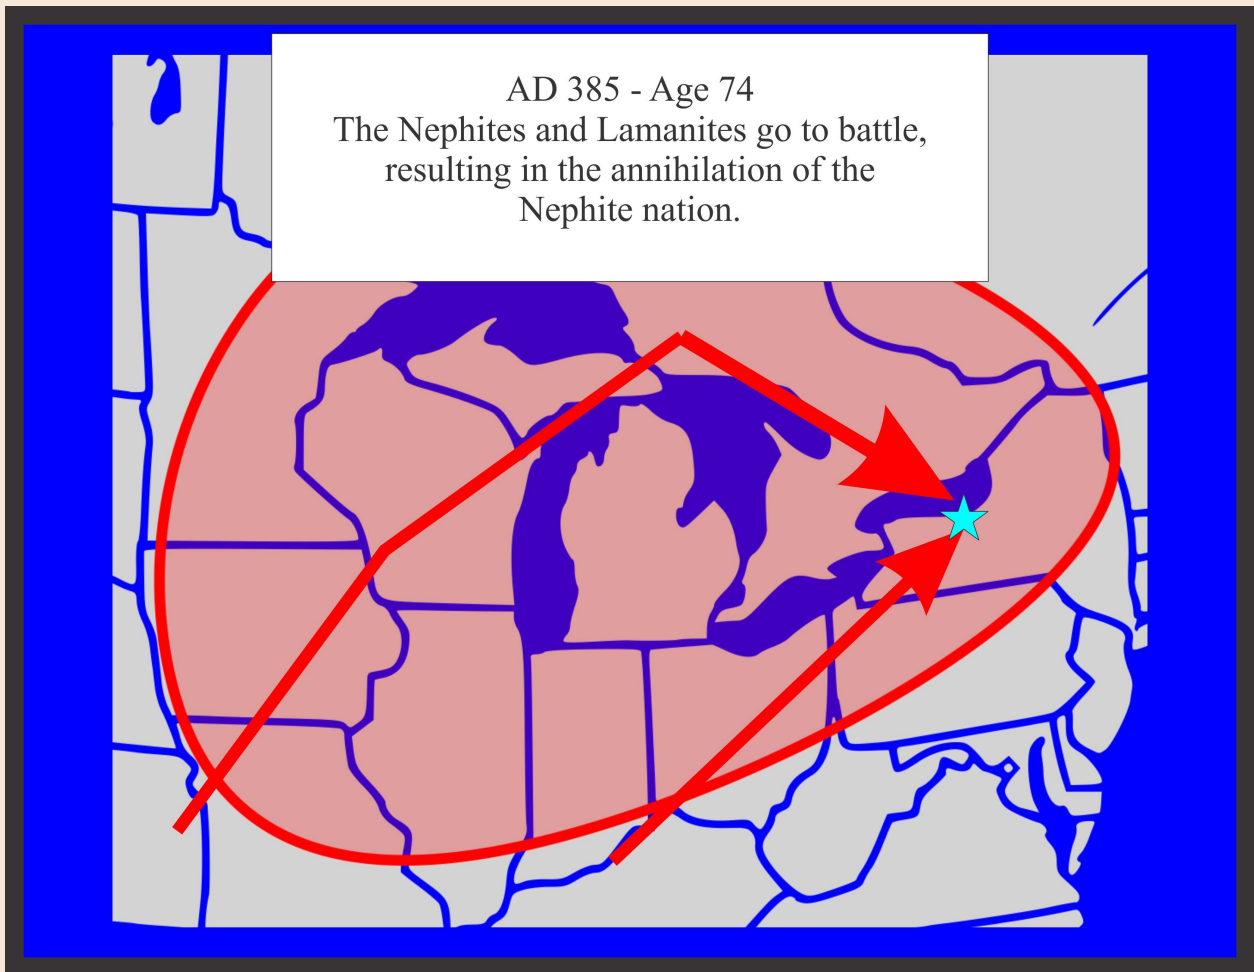 AD 385 - Age 74
The Nephites and Lamanites go to battle,
resulting in the annihilation of the
Nephite nation.